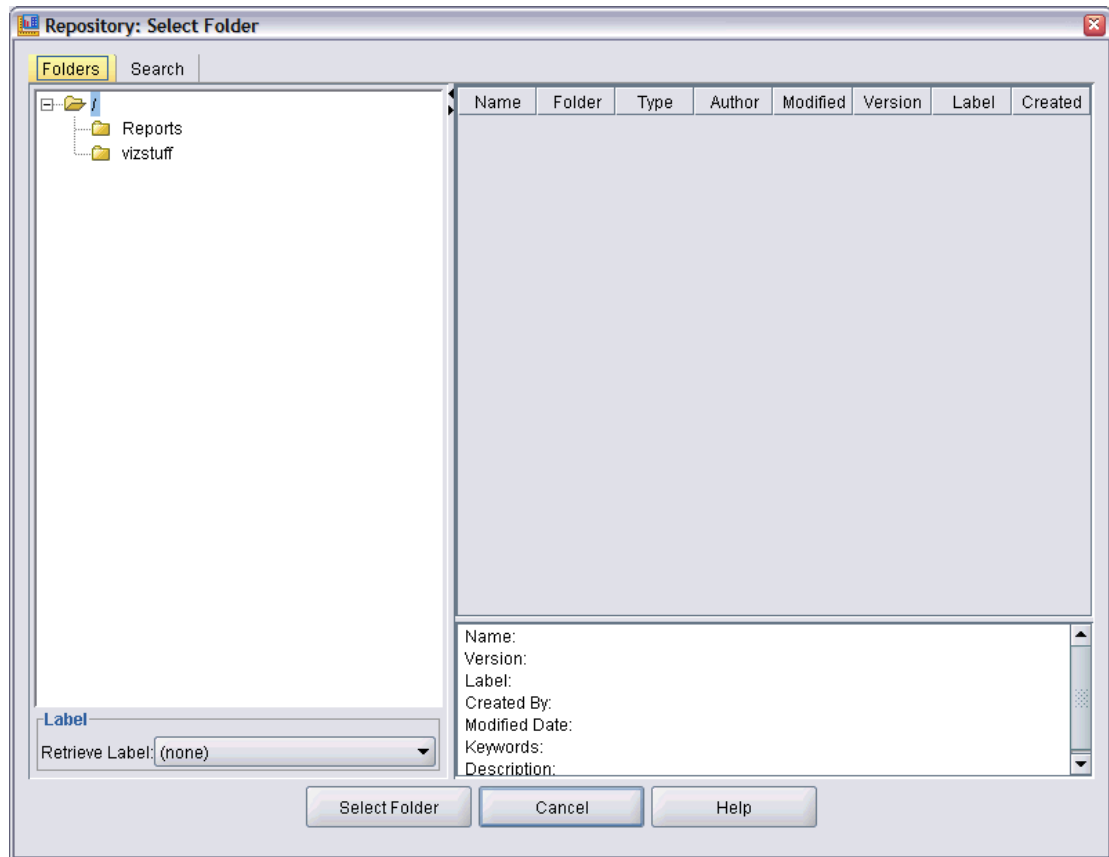 Repository: Select Folder
Folders Search
/
Reports
vizstuff
Name Folder Type Author Modified Version Label Created
Name:
Version:
Label:
Created By:
Modified Date:
Keywords:
Description:
Label
Retrieve Label: (none)
Select Folder Cancel Help